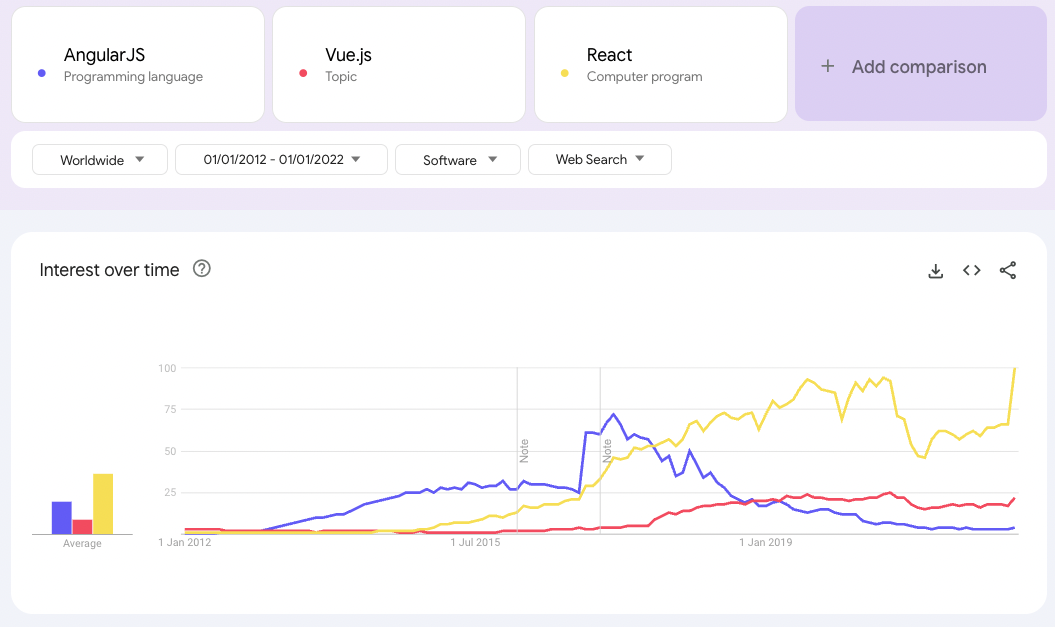 AngularJS
Programming language
Vue.js
Topic
React
Computer program
+ Add comparison
Worldwide
01/01/2012 - 01/01/2022
Software
Web Search
Interest over time
?
100
75
50
25
Note
Note
Average
1 Jan 2012
1 Jul 2015
1 Jan 2019